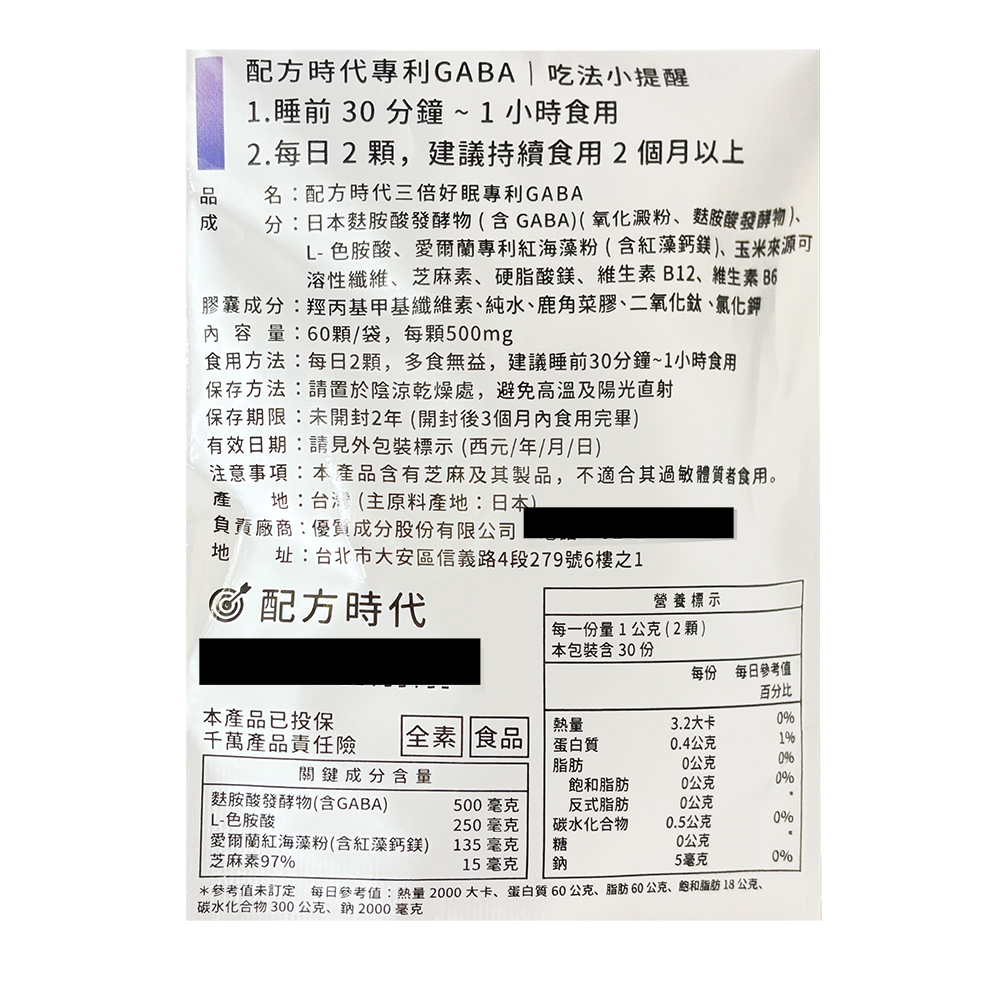 配方時代專利GABA｜吃法小提醒
1.睡前 30 分鐘 ~ 1 小時食用
2.每日 2 顆，建議持續食用 2 個月以上
品　　名：配方時代三倍好眠專利GABA
成　　分：日本麩胺酸發酵物 ( 含 GABA)( 氧化澱粉、麩胺酸發酵物 )、
L- 色胺酸、愛爾蘭專利紅海藻粉 ( 含紅藻鈣鎂 )、玉米來源可
溶性纖維、芝麻素、硬脂酸鎂、維生素 B12、維生素 B6
膠囊成分：羥丙基甲基纖維素、純水、鹿角菜膠、二氧化鈦、氯化鉀
內 容 量：60顆/袋，每顆500mg
食用方法：每日2顆，多食無益，建議睡前30分鐘~1小時食用
保存方法：請置於陰涼乾燥處，避免高溫及陽光直射
保存期限：未開封2年 (開封後3個月內食用完畢)
有效日期：請見外包裝標示 (西元/年/月/日)
注意事項：本產品含有芝麻及其製品，不適合其過敏體質者食用。
產　　地：台灣 (主原料產地：日本)
負責廠商：優質成分股份有限公司
地　　址：台北市大安區信義路4段279號6樓之1
配方時代
本產品已投保
千萬產品責任險
全素 食品
關鍵成分含量
麩胺酸發酵物(含GABA) 500 毫克
L-色胺酸 250 毫克
愛爾蘭紅海藻粉(含紅藻鈣鎂) 135 毫克
芝麻素97% 15 毫克
營養標示
每一份量 1 公克 ( 2 顆 )
本包裝含 30 份
每份 每日參考值
百分比
熱量 3.2大卡 0%
蛋白質 0.4公克 1%
脂肪 0公克 0%
飽和脂肪 0公克 0%
反式脂肪 0公克 *
碳水化合物 0.5公克 0%
糖 0公克 *
鈉 5毫克 0%
＊參考值未訂定 每日參考值：熱量 2000 大卡、蛋白質 60 公克、脂肪 60 公克、飽和脂肪 18 公克、
碳水化合物 300 公克、鈉 2000 毫克